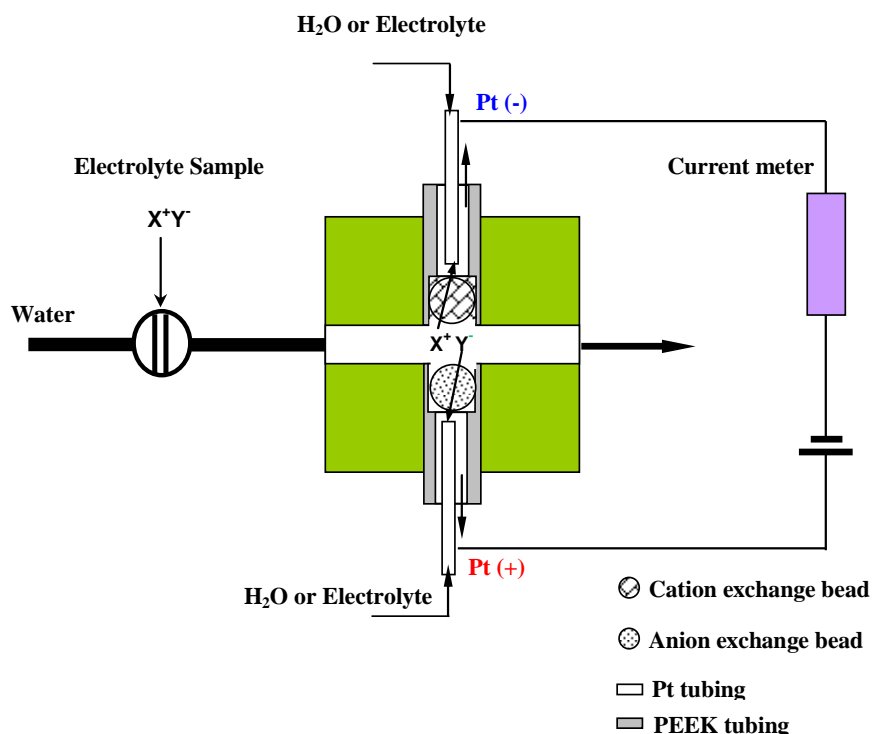 H₂O or Electrolyte
Pt (-)
Electrolyte Sample
Current meter
X⁺Y⁻
Water
X⁺ Y⁻
Pt (+)
H₂O or Electrolyte
Cation exchange bead
Anion exchange bead
Pt tubing
PEEK tubing